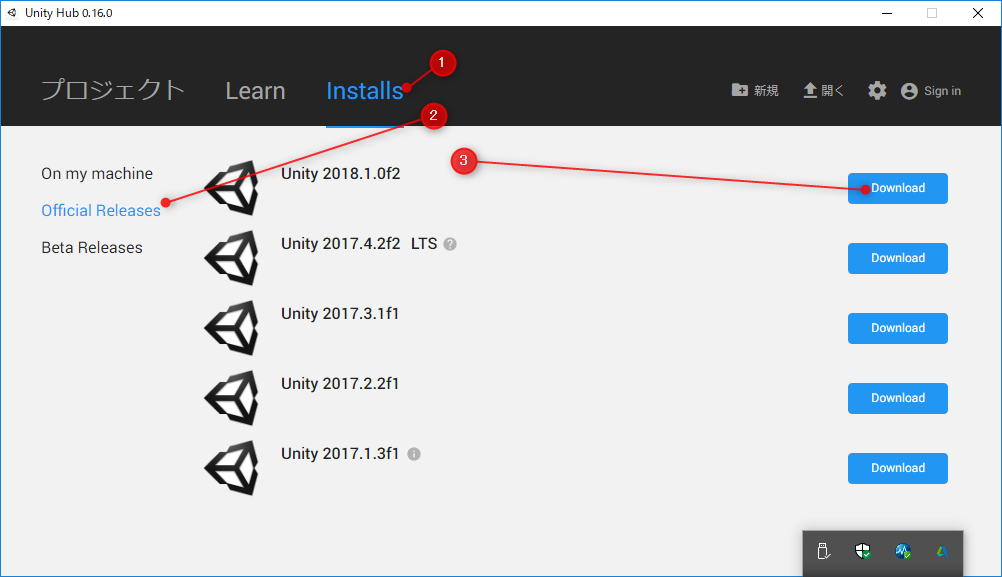 Unity Hub 0.16.0
1
プロジェクト Learn Installs 新規 開く Sign in
2
3
On my machine
Official Releases
Beta Releases
Unity 2018.1.0f2 Download
Unity 2017.4.2f2 LTS ? Download
Unity 2017.3.1f1 Download
Unity 2017.2.2f1 Download
Unity 2017.1.3f1 i Download